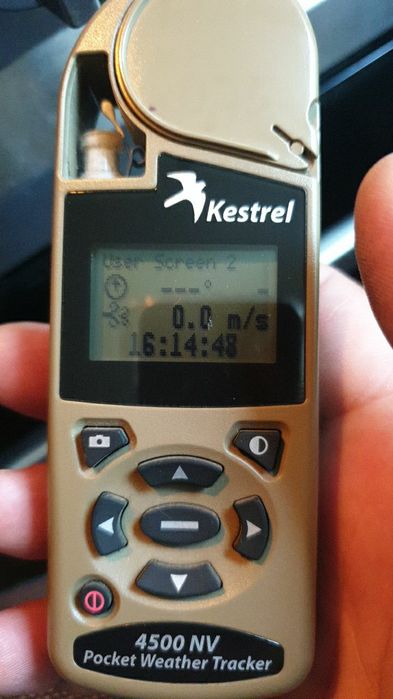 Kestrel
User Screen 2
---° -
0.0 m/s
16:14:48
4500 NV
Pocket Weather Tracker